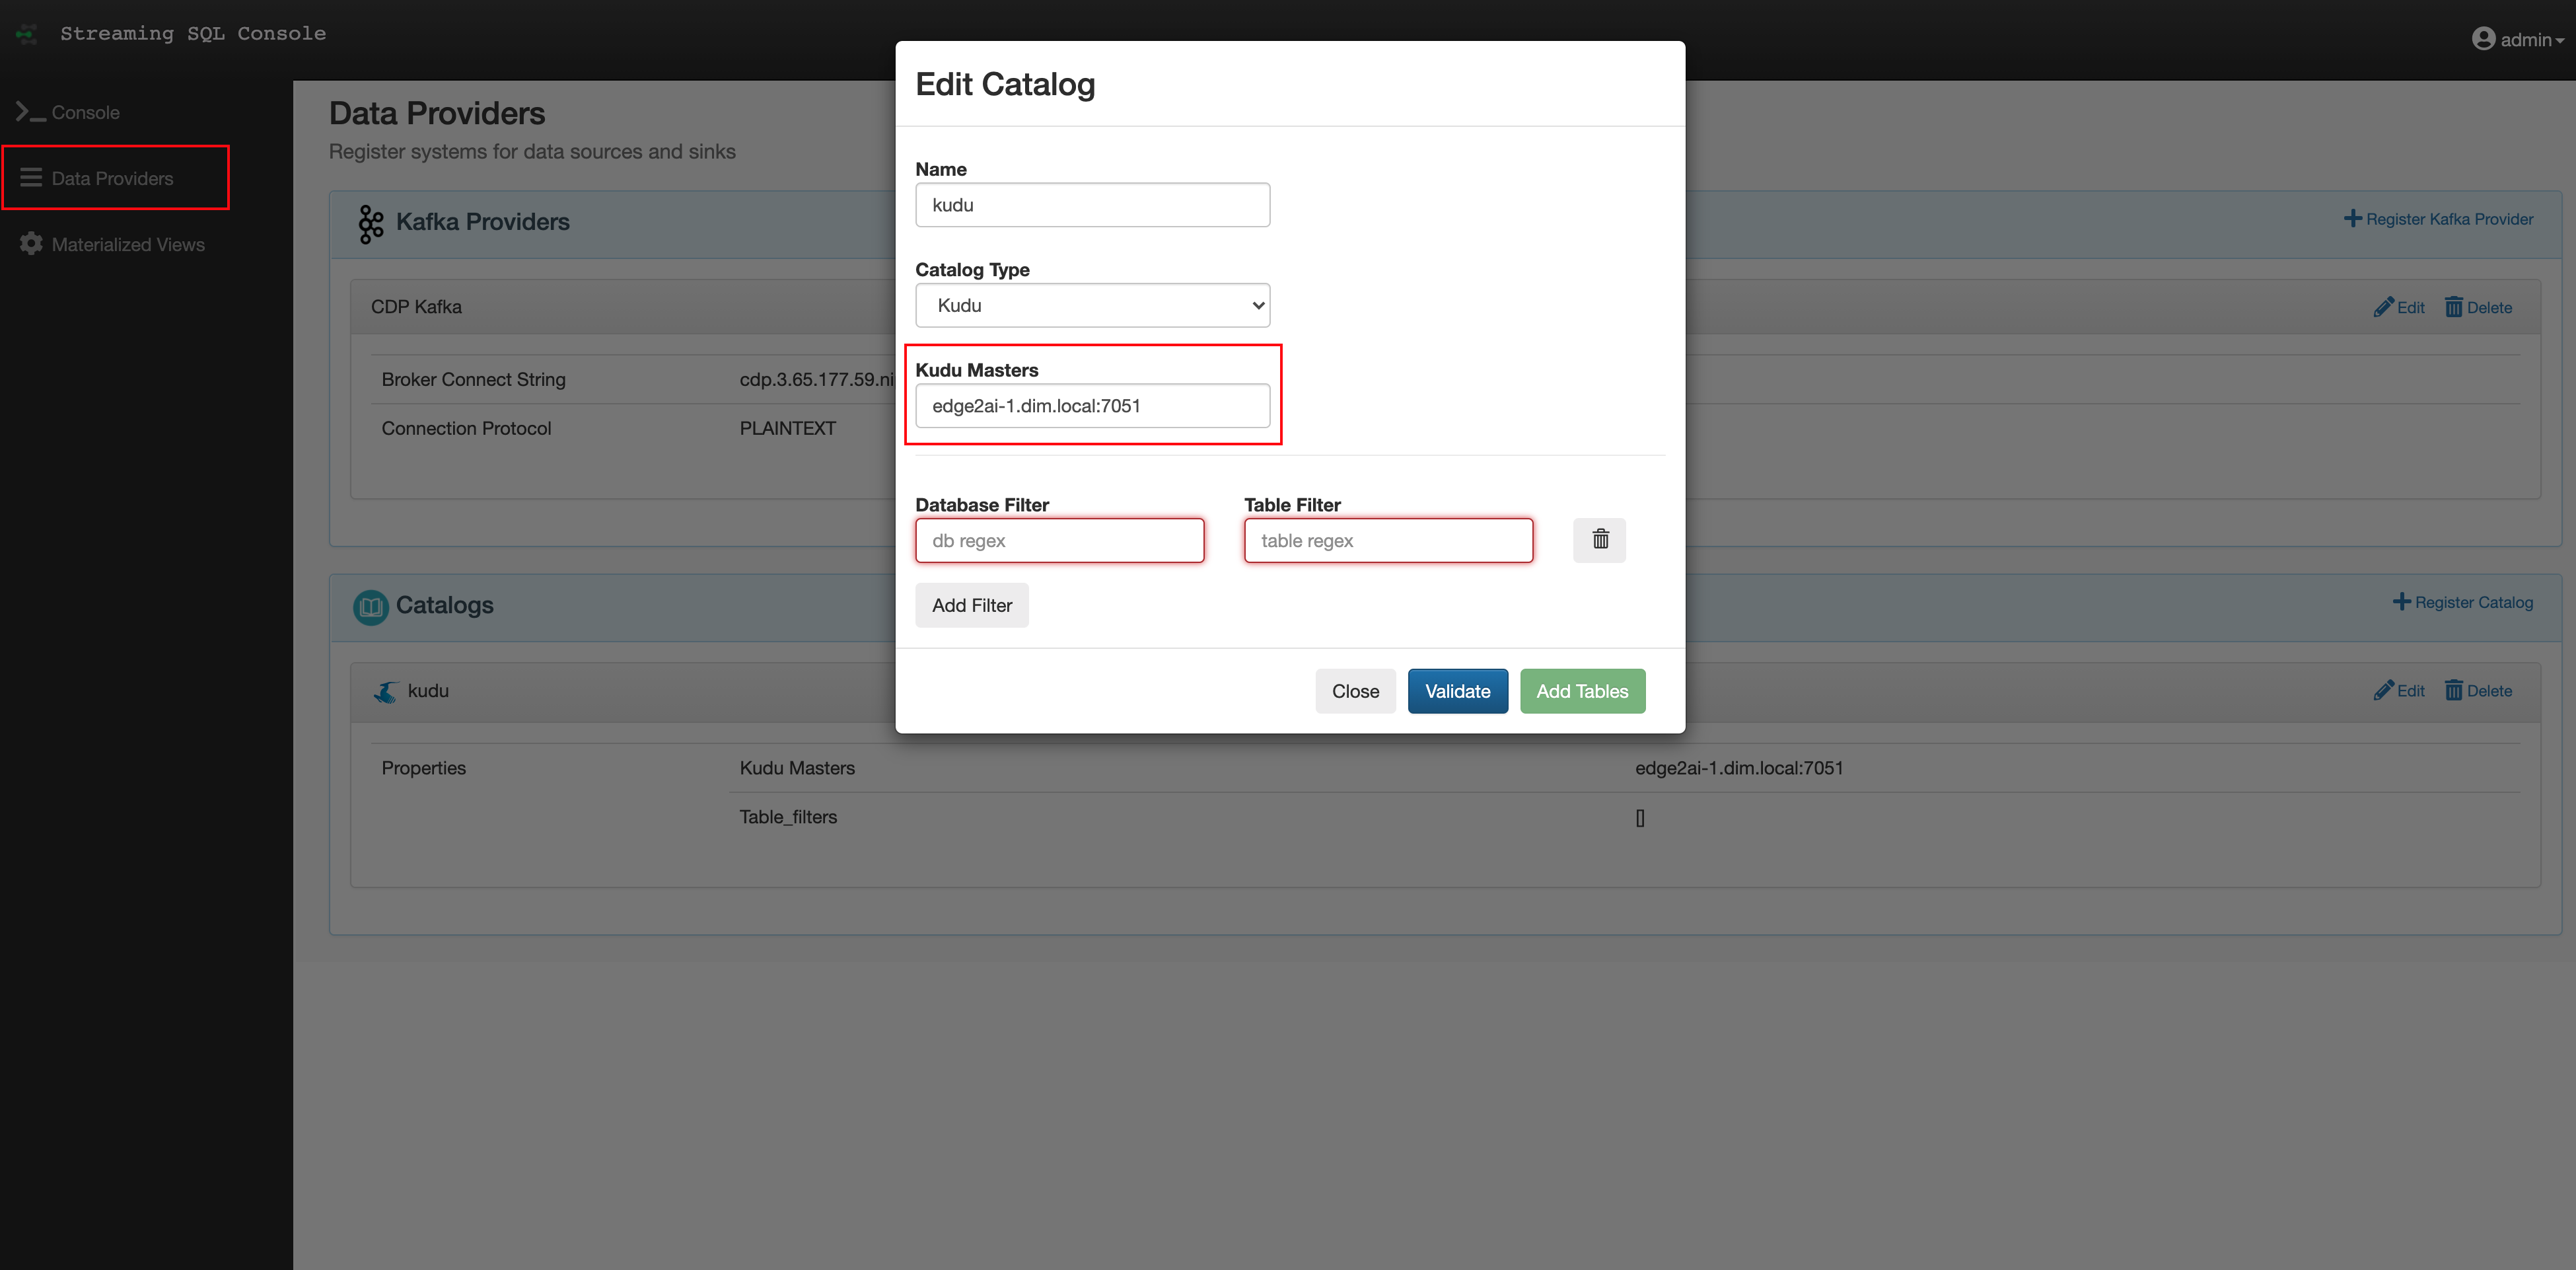 Streaming SQL Console
admin
Console
Data Providers
Materialized Views
Data Providers
Register systems for data sources and sinks
Kafka Providers
Register Kafka Provider
CDP Kafka
Edit Delete
Broker Connect String cdp.3.65.177.59.ni
Connection Protocol PLAINTEXT
Catalogs
Register Catalog
kudu
Edit Delete
Properties Kudu Masters edge2ai-1.dim.local:7051
Table_filters []
Edit Catalog
Name
kudu
Catalog Type
Kudu
Kudu Masters
edge2ai-1.dim.local:7051
Database Filter Table Filter
db regex table regex
Add Filter
Close Validate Add Tables